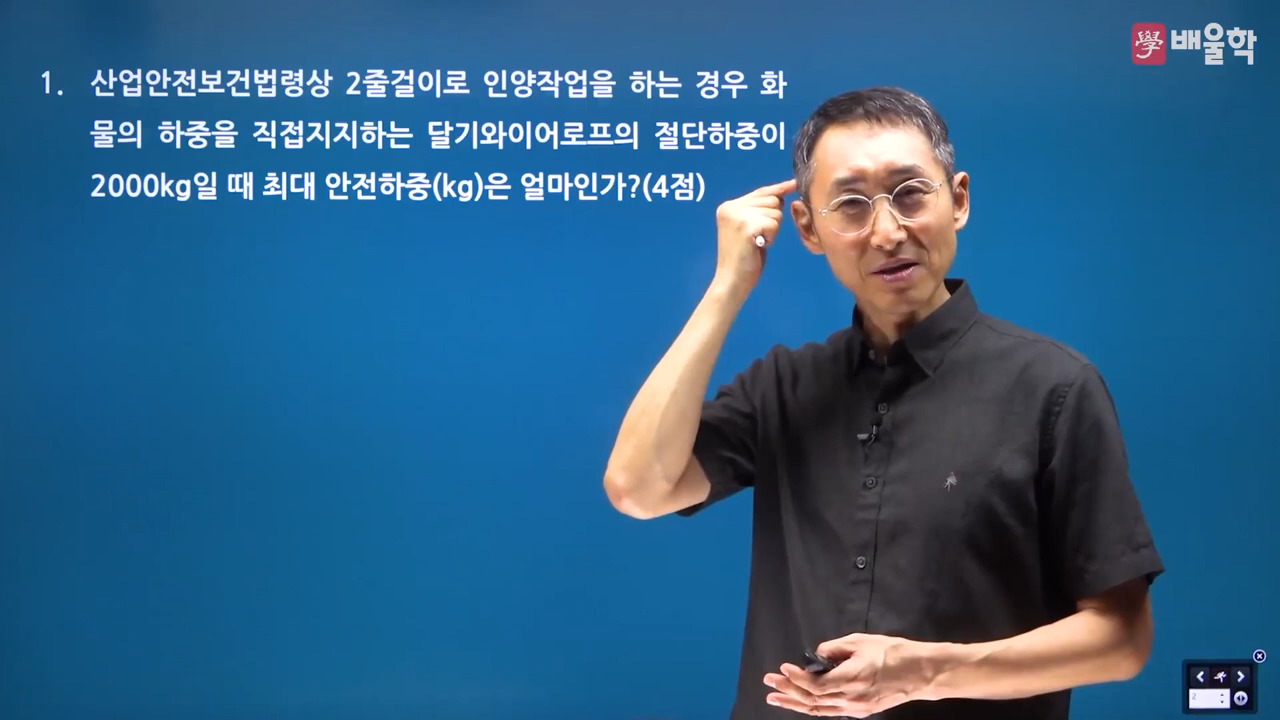 學 배울학
1. 산업안전보건법령상 2줄걸이로 인양작업을 하는 경우 화
물의 하중을 직접지지하는 달기와이어로프의 절단하중이
2000kg일 때 최대 안전하중(kg)은 얼마인가?(4점)
2